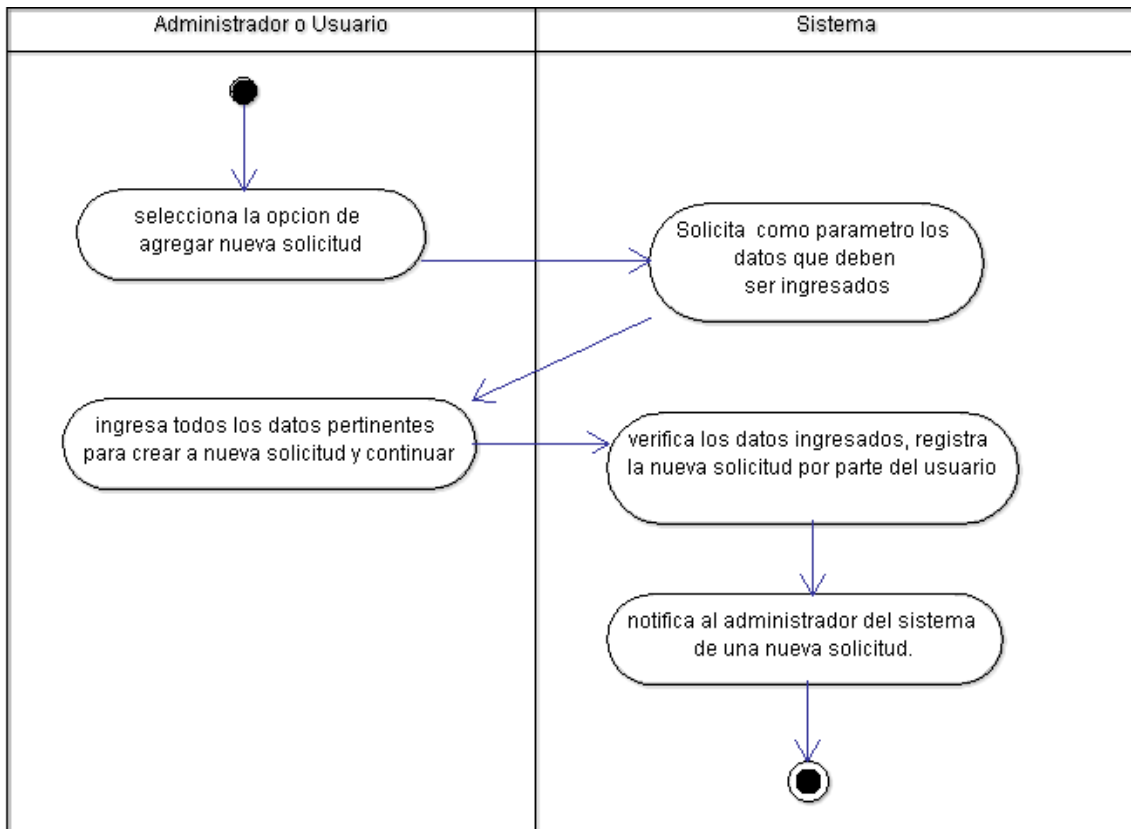 Administrador o Usuario
Sistema
selecciona la opcion de
agregar nueva solicitud
Solicita como parametro los
datos que deben
ser ingresados
ingresa todos los datos pertinentes
para crear a nueva solicitud y continuar
verifica los datos ingresados, registra
la nueva solicitud por parte del usuario
notifica al administrador del sistema
de una nueva solicitud.